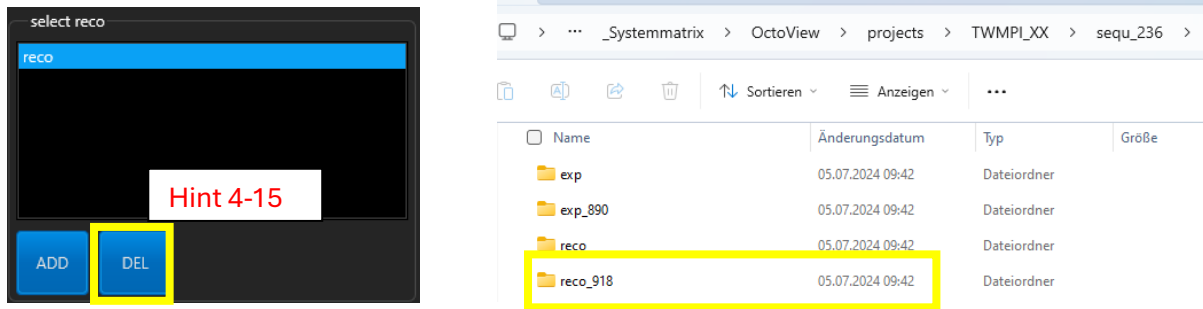 select reco
reco
Hint 4-15
ADD DEL
> ··· _Systemmatrix > OctoView > projects > TWMPI_XX > sequ_236 >
Sortieren Anzeigen ···
Name Änderungsdatum Typ Größe
exp 05.07.2024 09:42 Dateiordner
exp_890 05.07.2024 09:42 Dateiordner
reco 05.07.2024 09:42 Dateiordner
reco_918 05.07.2024 09:42 Dateiordner